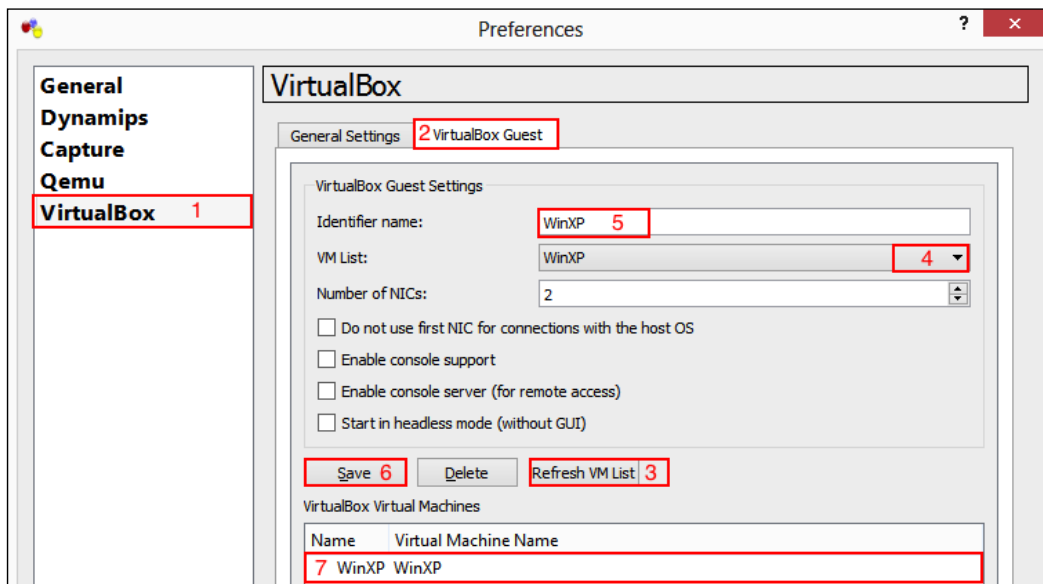 Preferences
?
×
General
Dynamips
Capture
Qemu
VirtualBox 1
VirtualBox
General Settings
2 VirtualBox Guest
VirtualBox Guest Settings
Identifier name: WinXP 5
VM List: WinXP 4
Number of NICs: 2
Do not use first NIC for connections with the host OS
Enable console support
Enable console server (for remote access)
Start in headless mode (without GUI)
Save 6 Delete Refresh VM List 3
VirtualBox Virtual Machines
Name Virtual Machine Name
7 WinXP WinXP